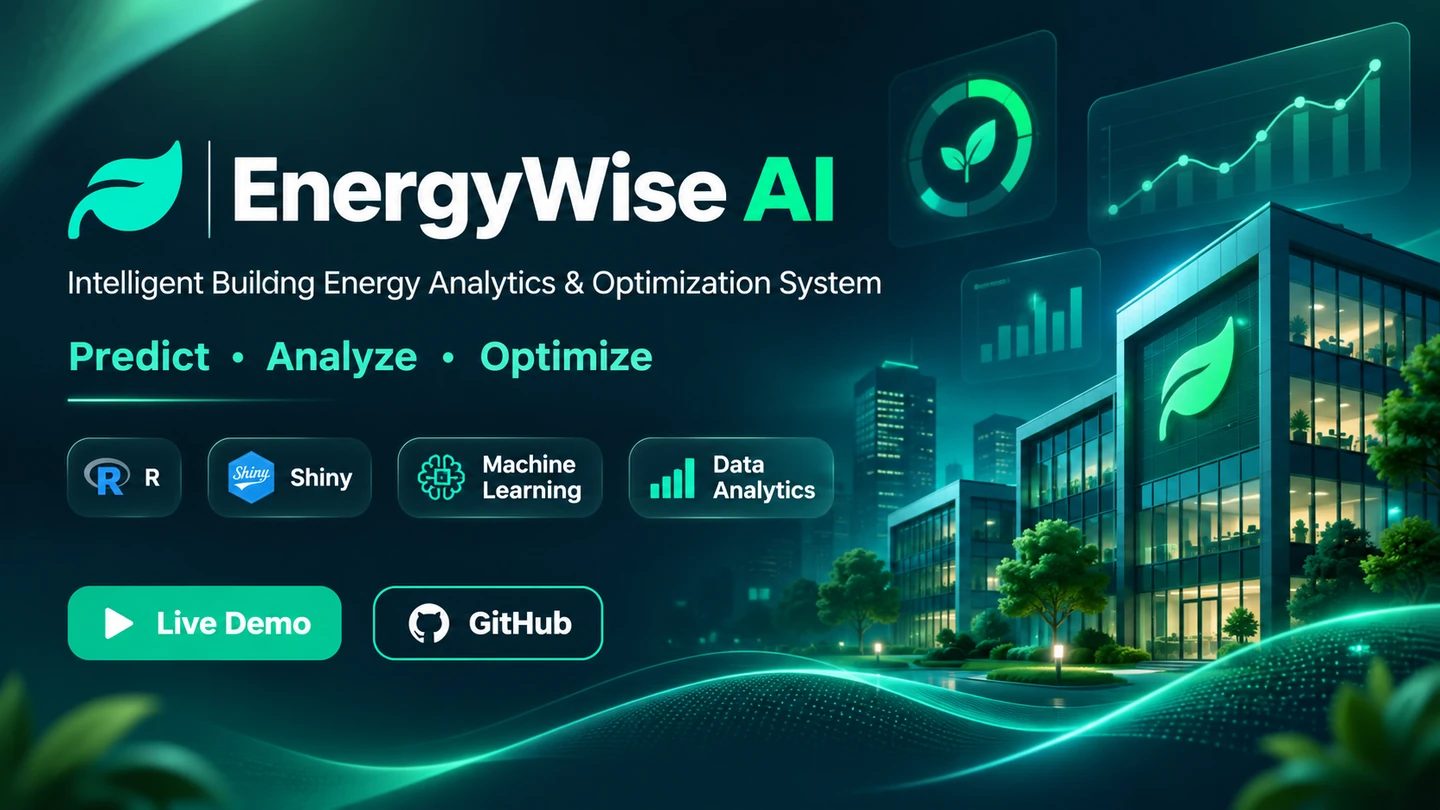 EnergyWise AI
Intelligent Building Energy Analytics & Optimization System
Predict • Analyze • Optimize
R
R
Shiny
Shiny
Machine
Learning
Data
Analytics
Live Demo
GitHub